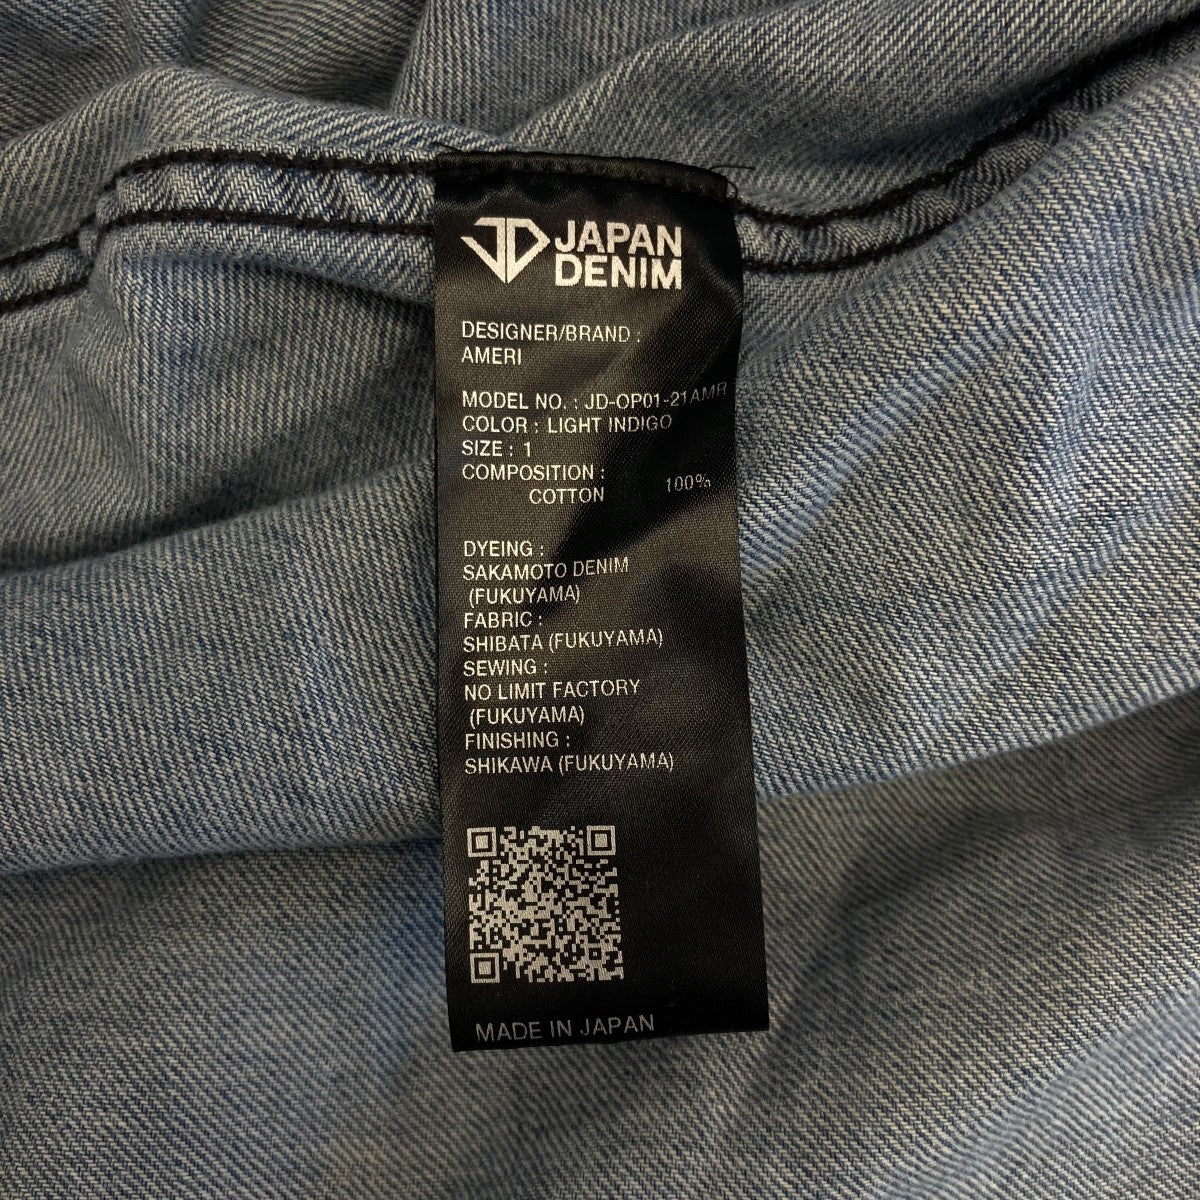 JAPAN
DENIM
DESIGNER/BRAND :
AMERI
MODEL NO. : JD-OP01-21AMR
COLOR : LIGHT INDIGO
SIZE : 1
COMPOSITION :
COTTON 100%
DYEING :
SAKAMOTO DENIM
(FUKUYAMA)
FABRIC :
SHIBATA (FUKUYAMA)
SEWING :
NO LIMIT FACTORY
(FUKUYAMA)
FINISHING :
SHIKAWA (FUKUYAMA)
MADE IN JAPAN